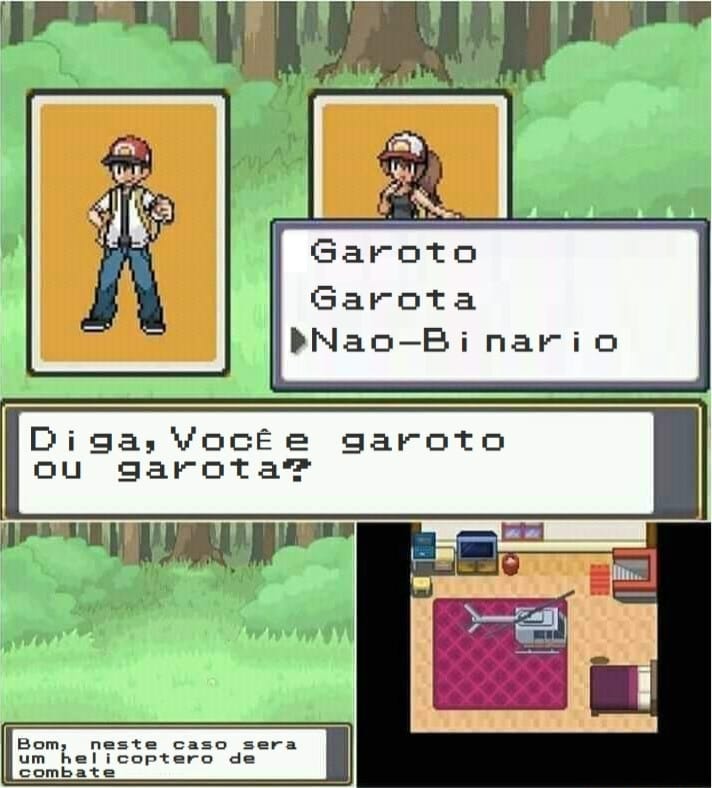 Garoto
Garota
Nao-Binario
Diga,VocÊ e garoto
ou garota?
Bom, neste caso sera
um helicoptero de
combate